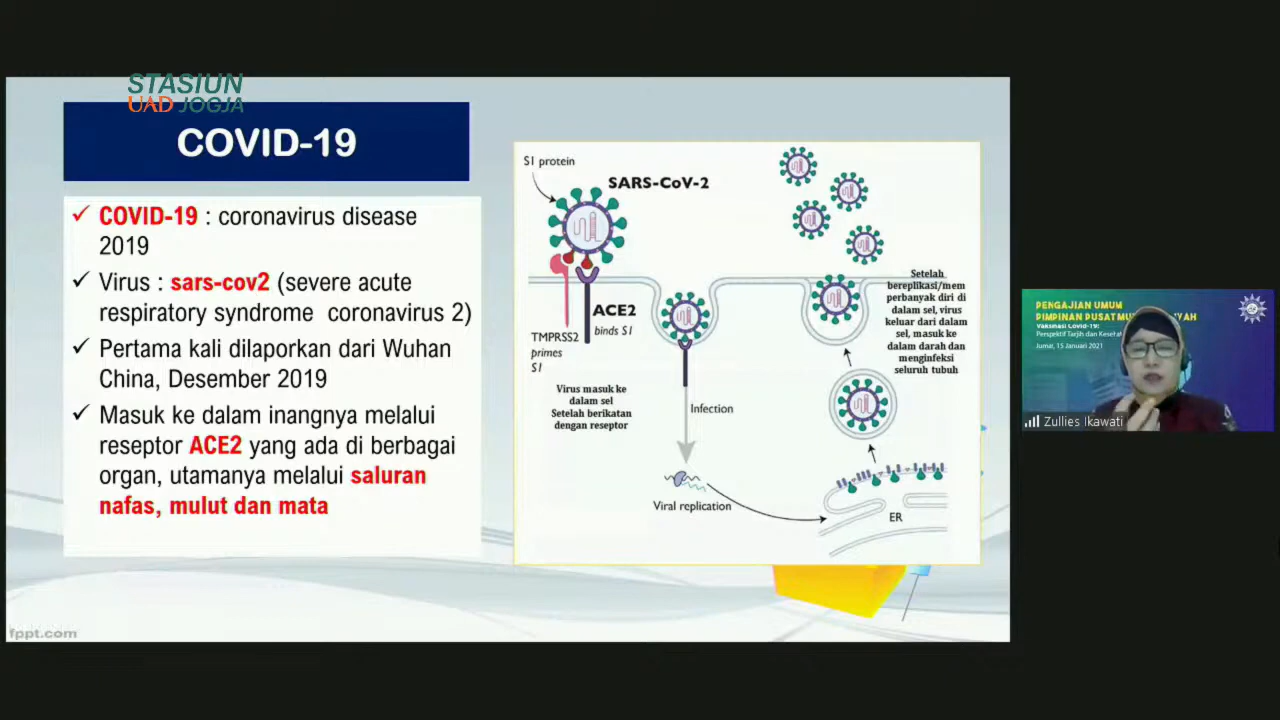 STASIUN
UAD JOGJA
COVID-19
COVID-19 : coronavirus disease
2019
Virus : sars-cov2 (severe acute
respiratory syndrome coronavirus 2)
Pertama kali dilaporkan dari Wuhan
China, Desember 2019
Masuk ke dalam inangnya melalui
reseptor ACE2 yang ada di berbagai
organ, utamanya melalui saluran
nafas, mulut dan mata
S1 protein
SARS-CoV-2
ACE2
binds S1
TMPRSS2
primes
S1
Virus masuk ke
dalam sel
Setelah berikatan
dengan reseptor
Infection
Viral replication
ER
Setelah
bereplikasi/mem
perbanyak diri di
dalam sel, virus
keluar dari dalam
sel, masuk ke
dalam darah dan
menginfeksi
seluruh tubuh
fppt.com
PENGAJIAN UMUM
PIMPINAN PUSAT
Vaksinasi Covid-19:
Perspektif Tarjih dan
Jumat, 15 Januari 2021
Zullies Ikawati